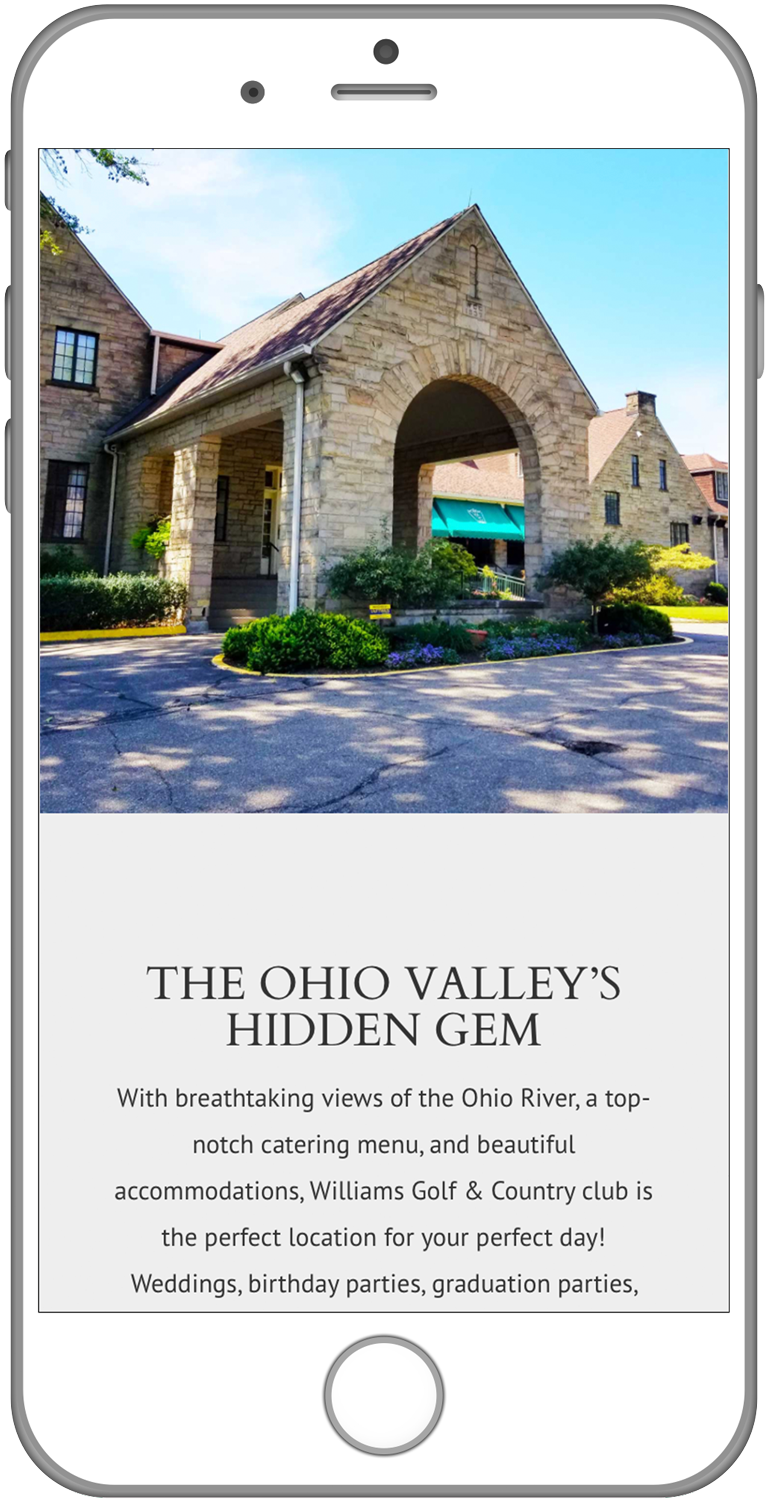 THE OHIO VALLEY’S
HIDDEN GEM
With breathtaking views of the Ohio River, a top-
notch catering menu, and beautiful
accommodations, Williams Golf & Country club is
the perfect location for your perfect day!
Weddings, birthday parties, graduation parties,